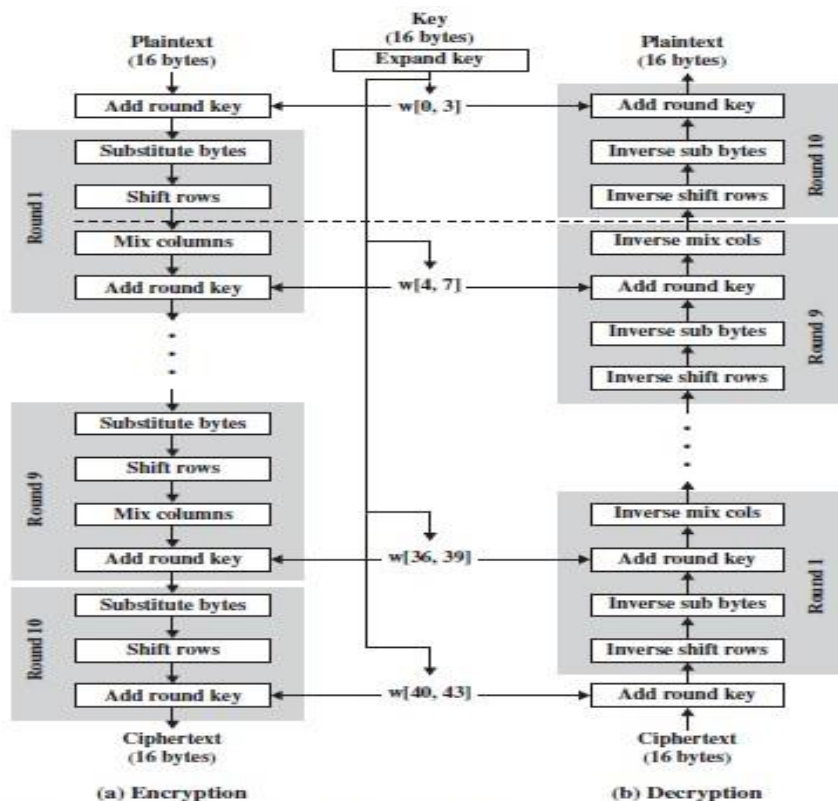 Key
(16 bytes)
Expand key
Plaintext
(16 bytes)
Add round key
Round 1
Substitute bytes
Shift rows
Mix columns
Add round key
Round 9
Substitute bytes
Shift rows
Mix columns
Add round key
Round 10
Substitute bytes
Shift rows
Add round key
Ciphertext
(16 bytes)
(a) Encryption
w[0, 3]
w[4, 7]
w[36, 39]
w[40, 43]
Plaintext
(16 bytes)
Add round key
Inverse sub bytes
Inverse shift rows
Round 10
Inverse mix cols
Add round key
Inverse sub bytes
Inverse shift rows
Round 9
Inverse mix cols
Add round key
Inverse sub bytes
Inverse shift rows
Round 1
Add round key
Ciphertext
(16 bytes)
(b) Decryption